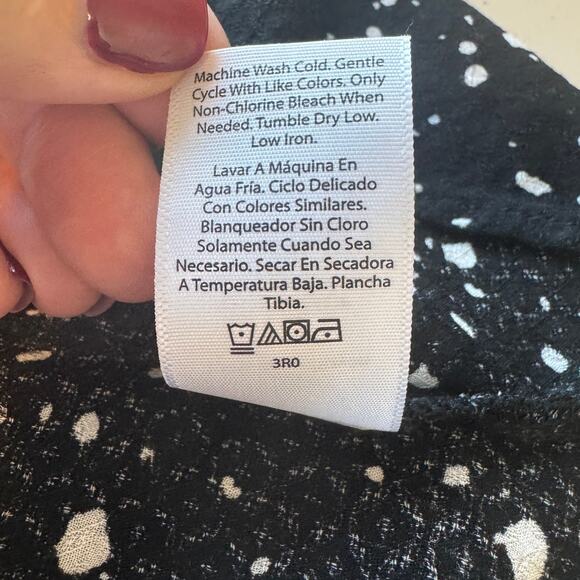 Machine Wash Cold. Gentle
Cycle With Like Colors. Only
Non-Chlorine Bleach When
Needed. Tumble Dry Low.
Low Iron.
Lavar A Máquina En
Agua Fría. Ciclo Delicado
Con Colores Similares.
Blanqueador Sin Cloro
Solamente Cuando Sea
Necesario. Secar En Secadora
A Temperatura Baja. Plancha
Tibia.
3R0